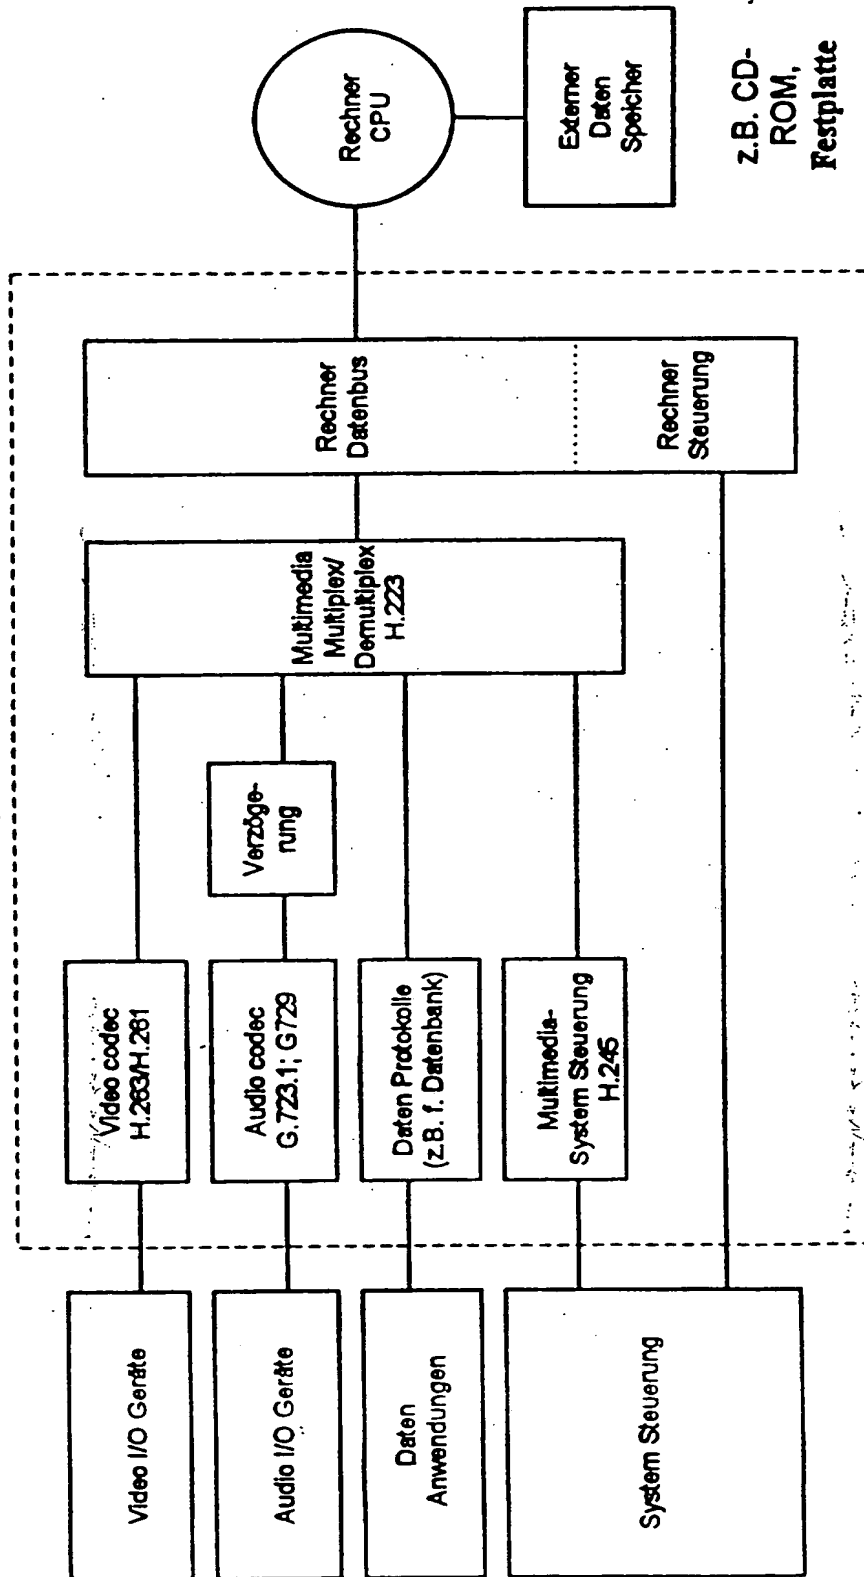 Video I/O Geräte
Audio I/O Geräte
Daten
Anwendungen
System Steuerung
Video codec
H.263/H.261
Audio codec
G.723.1; G729
Daten Protokolle
(z.B. f. Datenbank)
Multimedia-
System Steuerung
H.245
Verzöge-
rung
Multimedia
Multiplex/
Demultiplex
H.223
Rechner
Datenbus
Rechner
Steuerung
Rechner
CPU
Externer
Daten
Speicher
z.B. CD-
ROM,
Festplatte